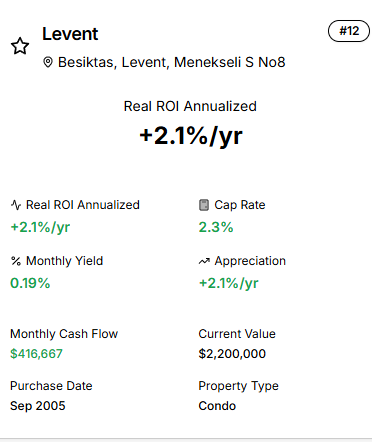 Levent
#12
Besiktas, Levent, Menekseli S No8
Real ROI Annualized
+2.1%/yr
Real ROI Annualized
+2.1%/yr
Cap Rate
2.3%
Monthly Yield
0.19%
Appreciation
+2.1%/yr
Monthly Cash Flow
$416,667
Current Value
$2,200,000
Purchase Date
Sep 2005
Property Type
Condo